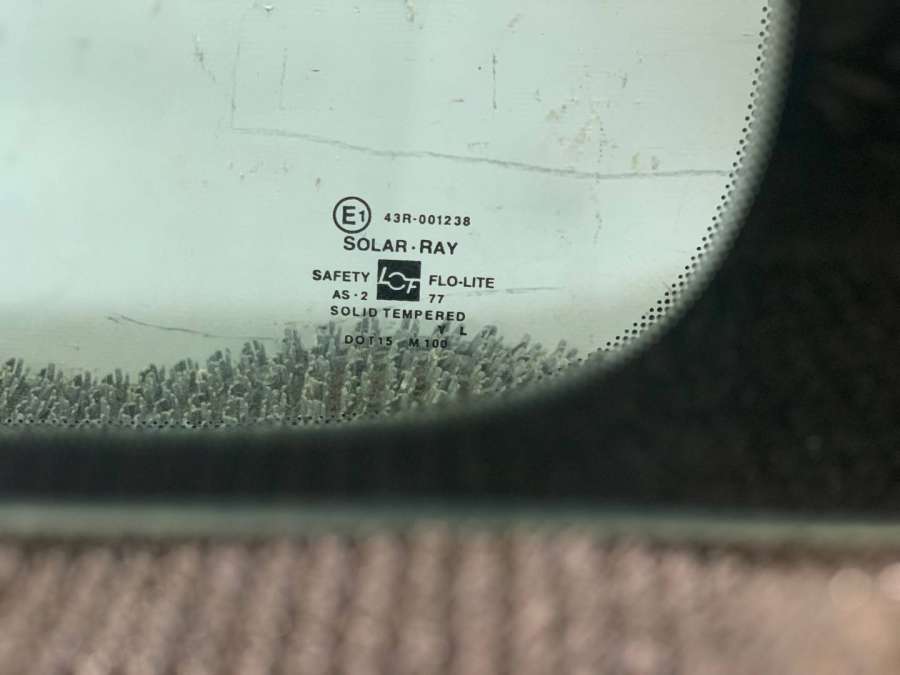 E1 43R-001238
SOLAR·RAY
SAFETY LOF FLO-LITE
AS·2 77
SOLID TEMPERED
Y L
DOT15 M100